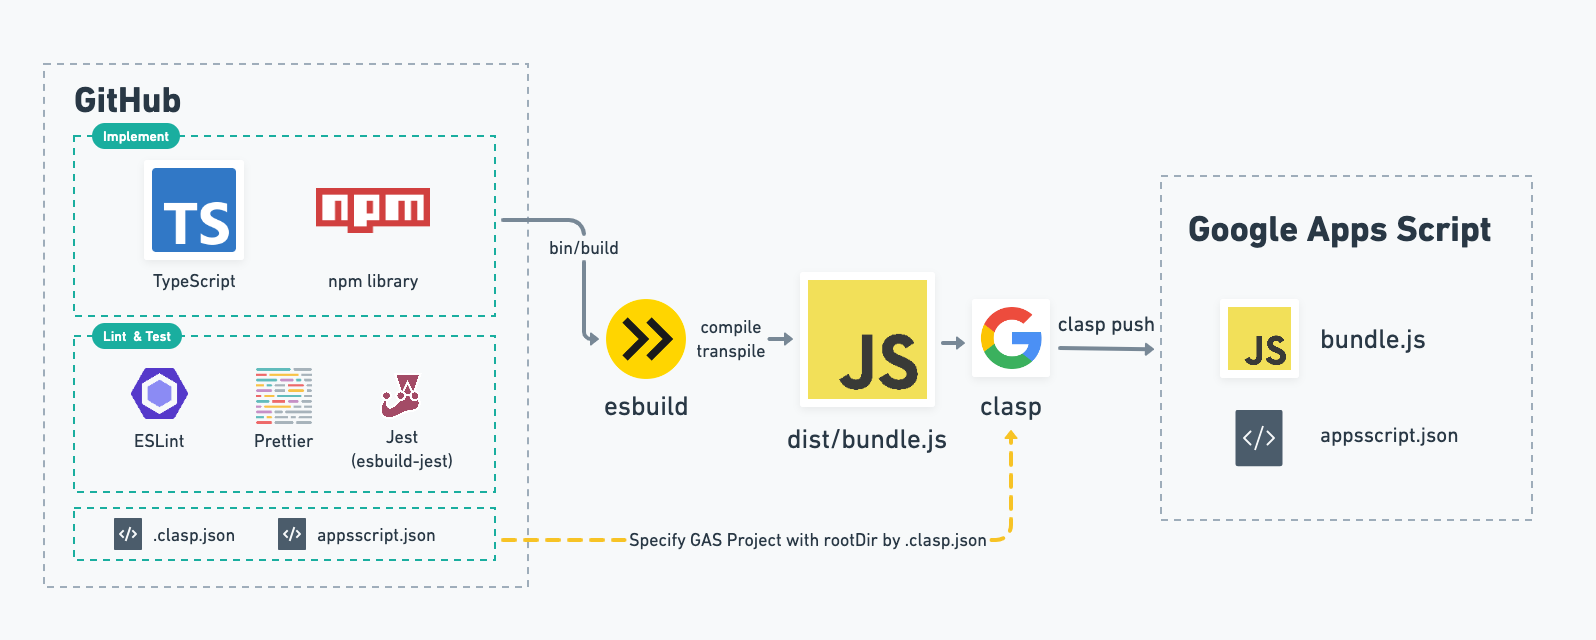 GitHub
Implement
TS
npm
TypeScript
npm library
Lint & Test
ESLint
Prettier
Jest
(esbuild-jest)
</>
.clasp.json
</>
appsscript.json
bin/build
esbuild
compile
transpile
JS
dist/bundle.js
G
clasp
clasp push
Specify GAS Project with rootDir by .clasp.json
Google Apps Script
JS
bundle.js
</>
appsscript.json